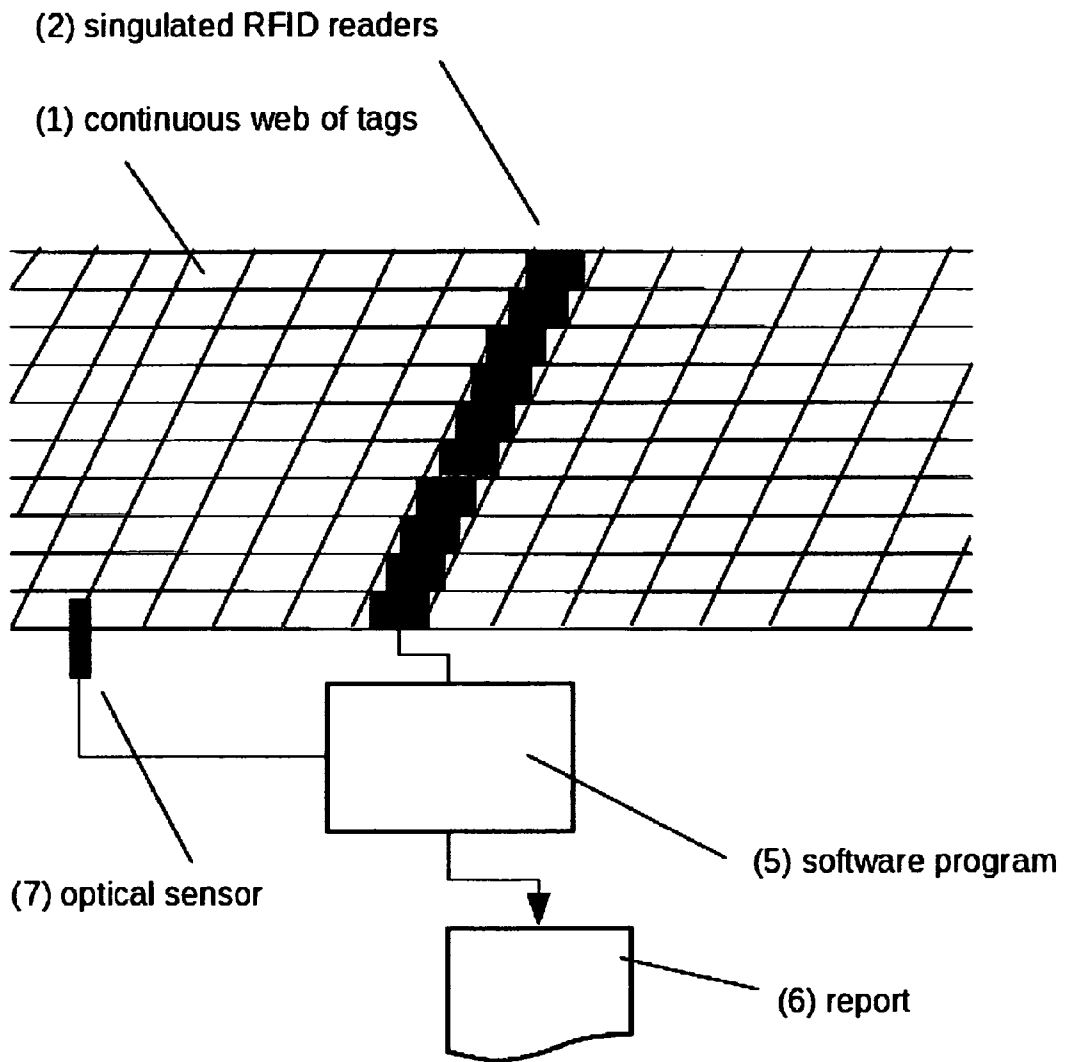 (2) singulated RFID readers
(1) continuous web of tags
(5) software program
(7) optical sensor
(6) report